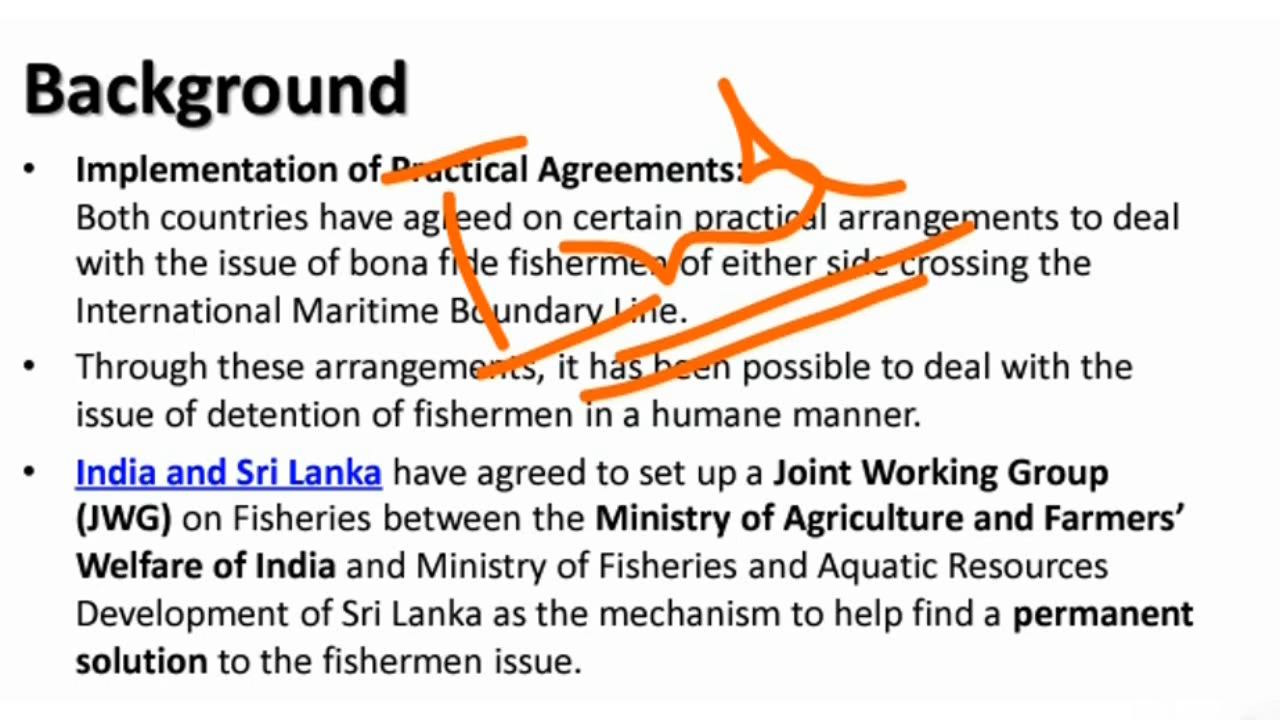 Background
• Implementation of Practical Agreements:
Both countries have agreed on certain practical arrangements to deal
with the issue of bona fide fishermen of either side crossing the
International Maritime Boundary Line.
• Through these arrangements, it has been possible to deal with the
issue of detention of fishermen in a humane manner.
• India and Sri Lanka have agreed to set up a Joint Working Group
(JWG) on Fisheries between the Ministry of Agriculture and Farmers’
Welfare of India and Ministry of Fisheries and Aquatic Resources
Development of Sri Lanka as the mechanism to help find a permanent
solution to the fishermen issue.